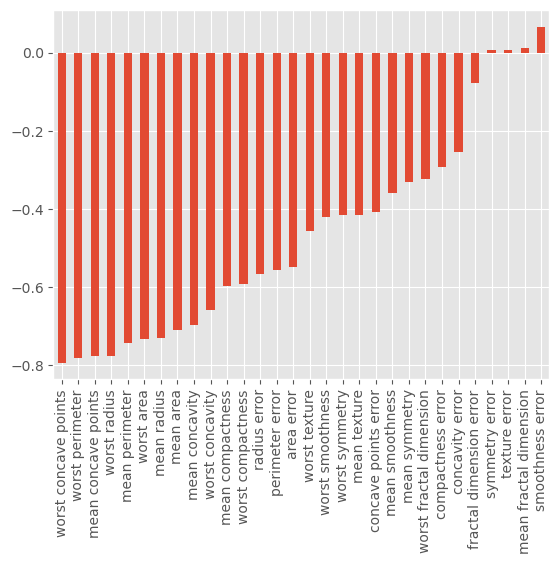 0.0
−0.2
−0.4
−0.6
−0.8
worst concave points
worst perimeter
mean concave points
worst radius
mean perimeter
worst area
mean radius
mean area
mean concavity
worst concavity
mean compactness
worst compactness
radius error
perimeter error
area error
worst texture
worst smoothness
worst symmetry
mean texture
concave points error
mean smoothness
mean symmetry
worst fractal dimension
compactness error
concavity error
fractal dimension error
symmetry error
texture error
mean fractal dimension
smoothness error